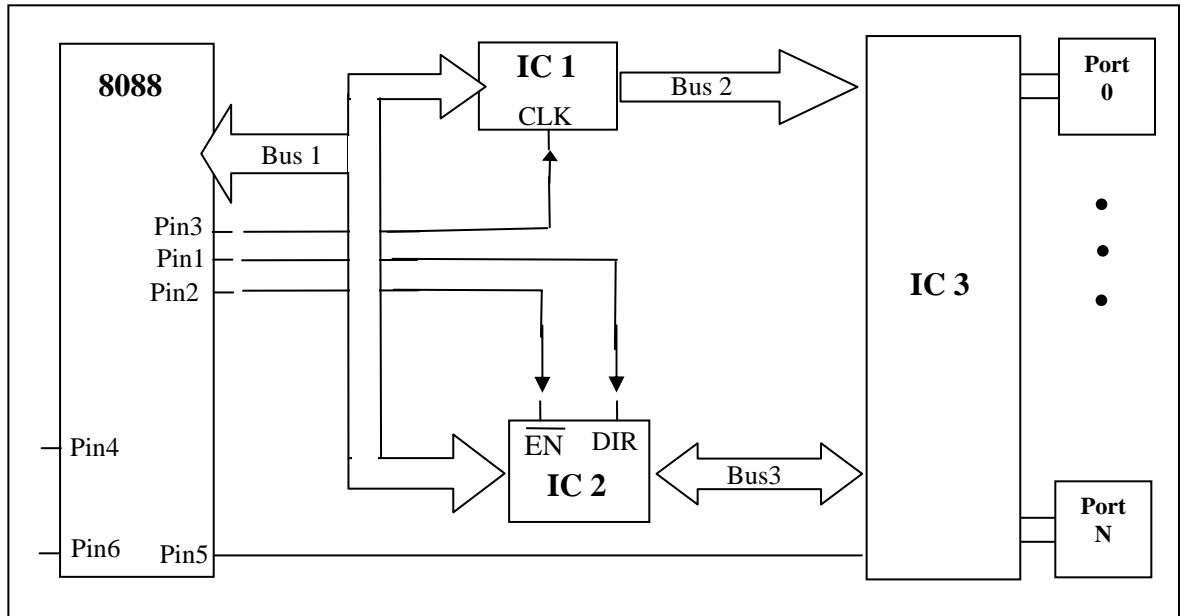 8088
IC 1
CLK
Bus 1
Bus 2
Port
0
Pin3
Pin1
Pin2
IC 3
Pin4
EN DIR
IC 2
Bus3
Port
N
Pin6
Pin5